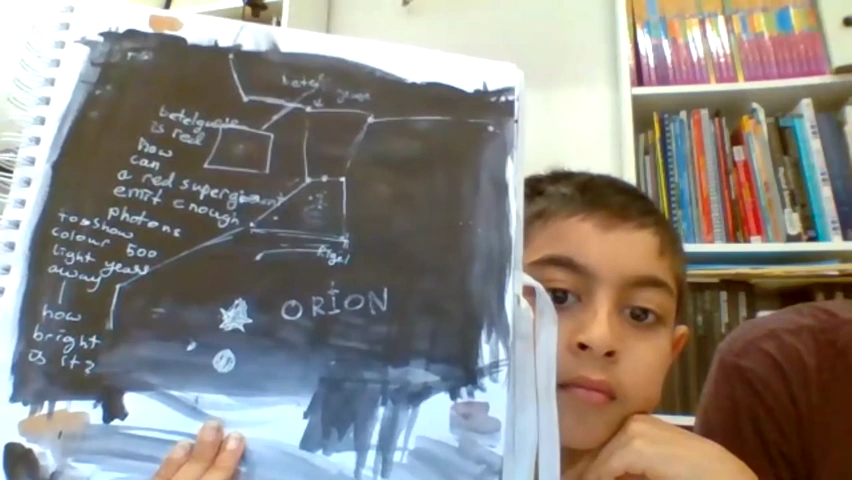 betelgeuse
is red
how
can
a red supergiant
emit enough
photons
to show
colour 500
light years
away
how
bright
is it?
Rigel
ORION